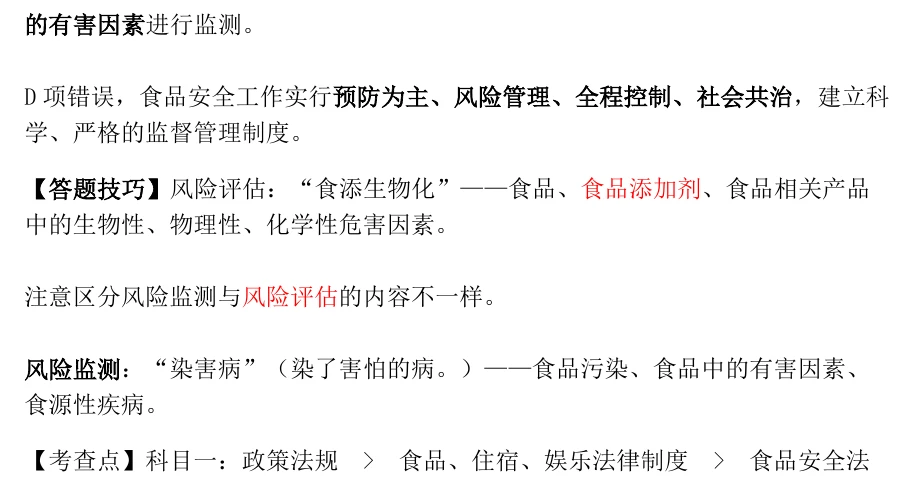 的有害因素进行监测。
D 项错误，食品安全工作实行预防为主、风险管理、全程控制、社会共治，建立科
学、严格的监督管理制度。
【答题技巧】风险评估：“食添生物化”——食品、食品添加剂、食品相关产品
中的生物性、物理性、化学性危害因素。
注意区分风险监测与风险评估的内容不一样。
风险监测：“染害病”（染了害怕的病。）——食品污染、食品中的有害因素、
食源性疾病。
【考查点】科目一：政策法规 > 食品、住宿、娱乐法律制度 > 食品安全法